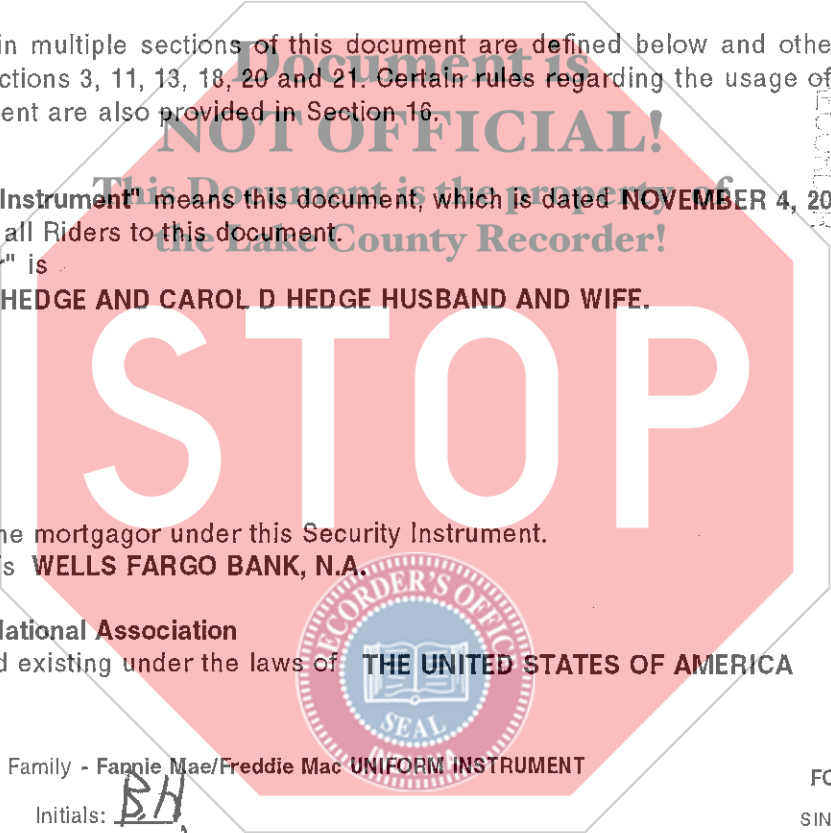 in multiple sections of this document are defined below and othe
ctions 3, 11, 13, 18, 20 and 21. Certain rules regarding the usage of
ent are also provided in Section 16.
Document is
NOT OFFICIAL!
This Document is the property of
the Lake County Recorder!
Instrument" means this document, which is dated NOVEMBER 4, 20
all Riders to this document.
r" is
HEDGE AND CAROL D HEDGE HUSBAND AND WIFE.
STOP
he mortgagor under this Security Instrument.
s WELLS FARGO BANK, N.A.
National Association
d existing under the laws of THE UNITED STATES OF AMERICA
RECORDER'S OFFIC
SEAL
INDIANA
Family - Fannie Mae/Freddie Mac UNIFORM INSTRUMENT
FO
Initials: BH
SIN